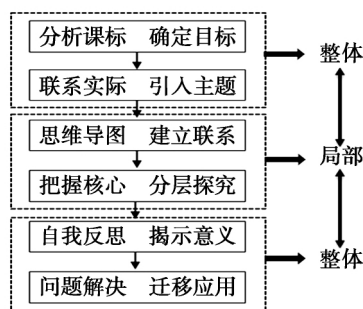 分析课标 确定目标
联系实际 引入主题
整体
思维导图 建立联系
把握核心 分层探究
局部
自我反思 揭示意义
问题解决 迁移应用
整体